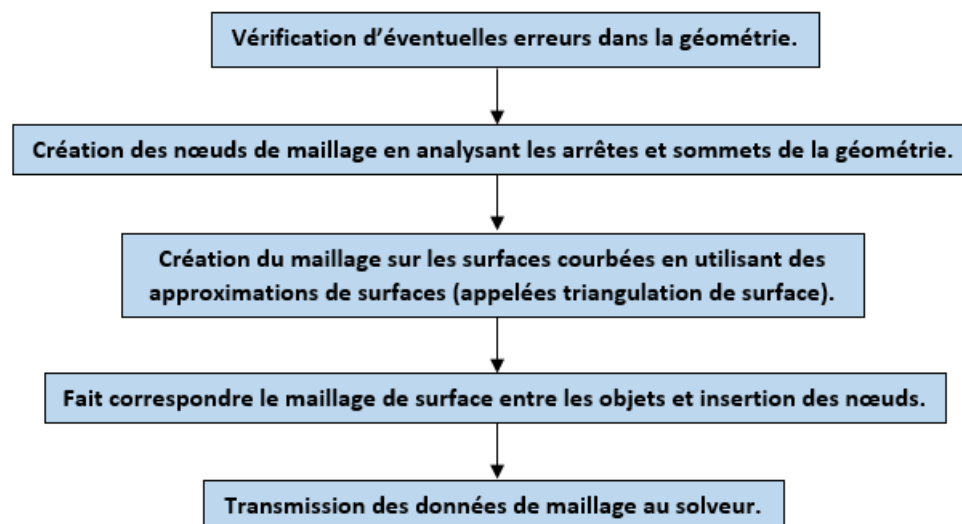 Vérification d’éventuelles erreurs dans la géométrie.
Création des nœuds de maillage en analysant les arrêtes et sommets de la géométrie.
Création du maillage sur les surfaces courbées en utilisant des
approximations de surfaces (appelées triangulation de surface).
Fait correspondre le maillage de surface entre les objets et insertion des nœuds.
Transmission des données de maillage au solveur.